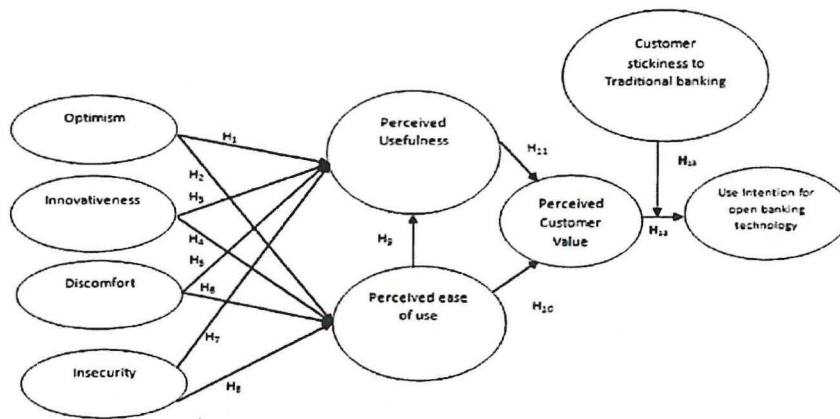 Customer
stickiness to
Traditional banking
Optimism
H₁
Perceived
Usefulness
H₂
H₁₁
H₁₃
Innovativeness
H₃
Perceived
Customer
Value
Use Intention for
open banking
technology
H₄
H₁₂
H₅
H₉
Discomfort
H₆
Perceived ease
of use
H₁₀
H₇
Insecurity
H₈